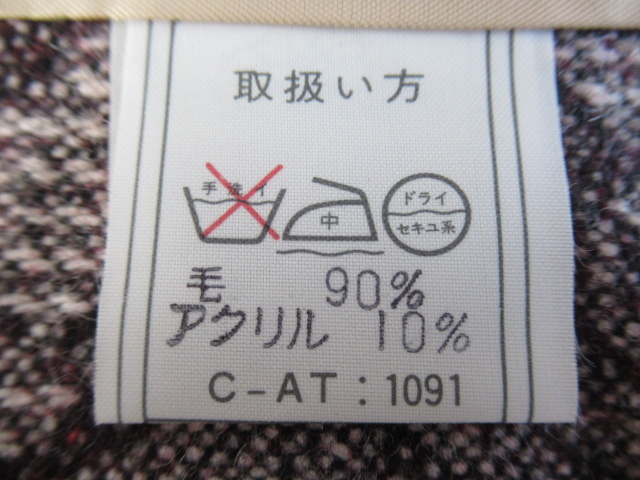 取扱い方
手洗イ 中 ドライ
セキユ系
毛 90%
アクリル 10%
C-AT:1091